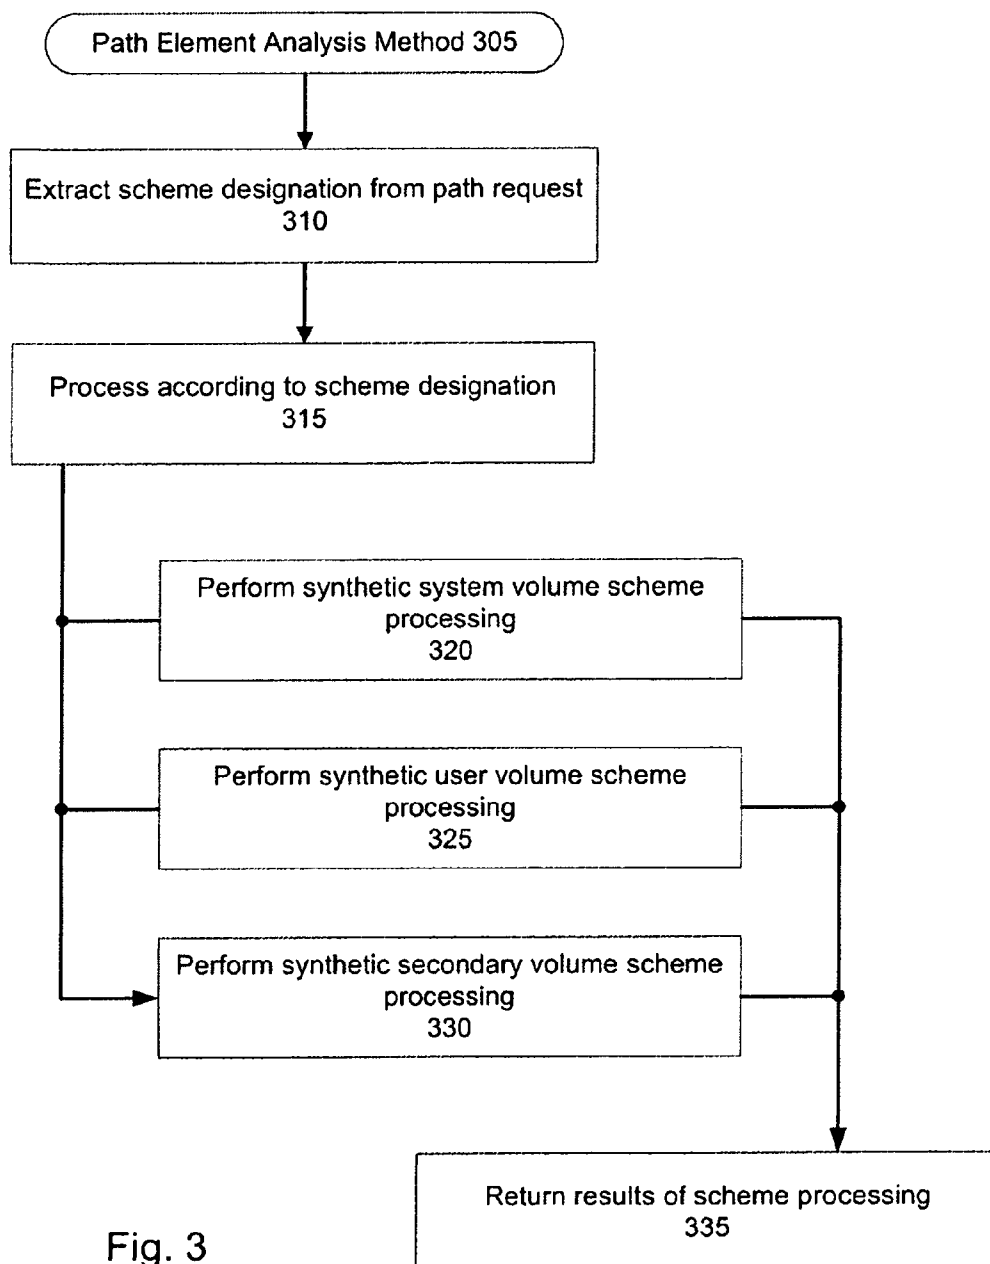 Path Element Analysis Method 305
Extract scheme designation from path request
310
Process according to scheme designation
315
Perform synthetic system volume scheme
processing
320
Perform synthetic user volume scheme
processing
325
Perform synthetic secondary volume scheme
processing
330
Return results of scheme processing
335
Fig. 3